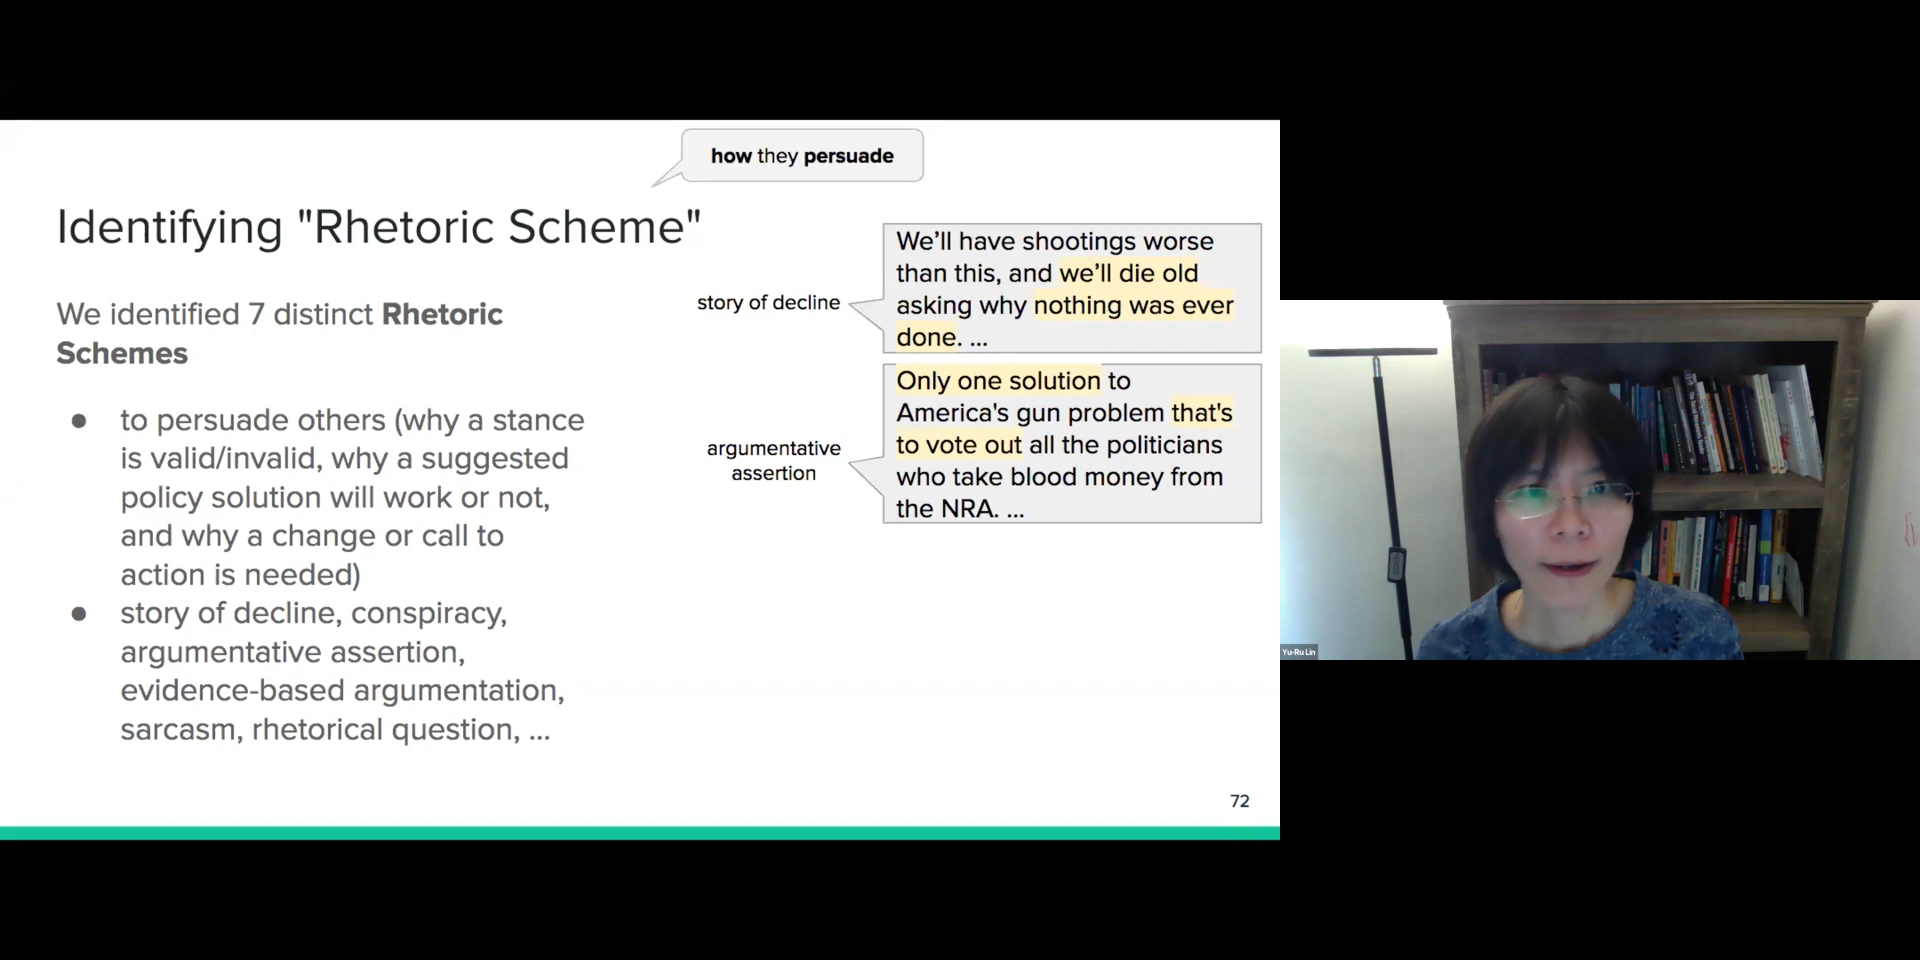 how they persuade
Identifying "Rhetoric Scheme"
We identified 7 distinct Rhetoric
Schemes
● to persuade others (why a stance
is valid/invalid, why a suggested
policy solution will work or not,
and why a change or call to
action is needed)
● story of decline, conspiracy,
argumentative assertion,
evidence-based argumentation,
sarcasm, rhetorical question, ...
story of decline
We’ll have shootings worse
than this, and we’ll die old
asking why nothing was ever
done. ...
argumentative
assertion
Only one solution to
America's gun problem that's
to vote out all the politicians
who take blood money from
the NRA. ...
72
Yu-Ru Lin